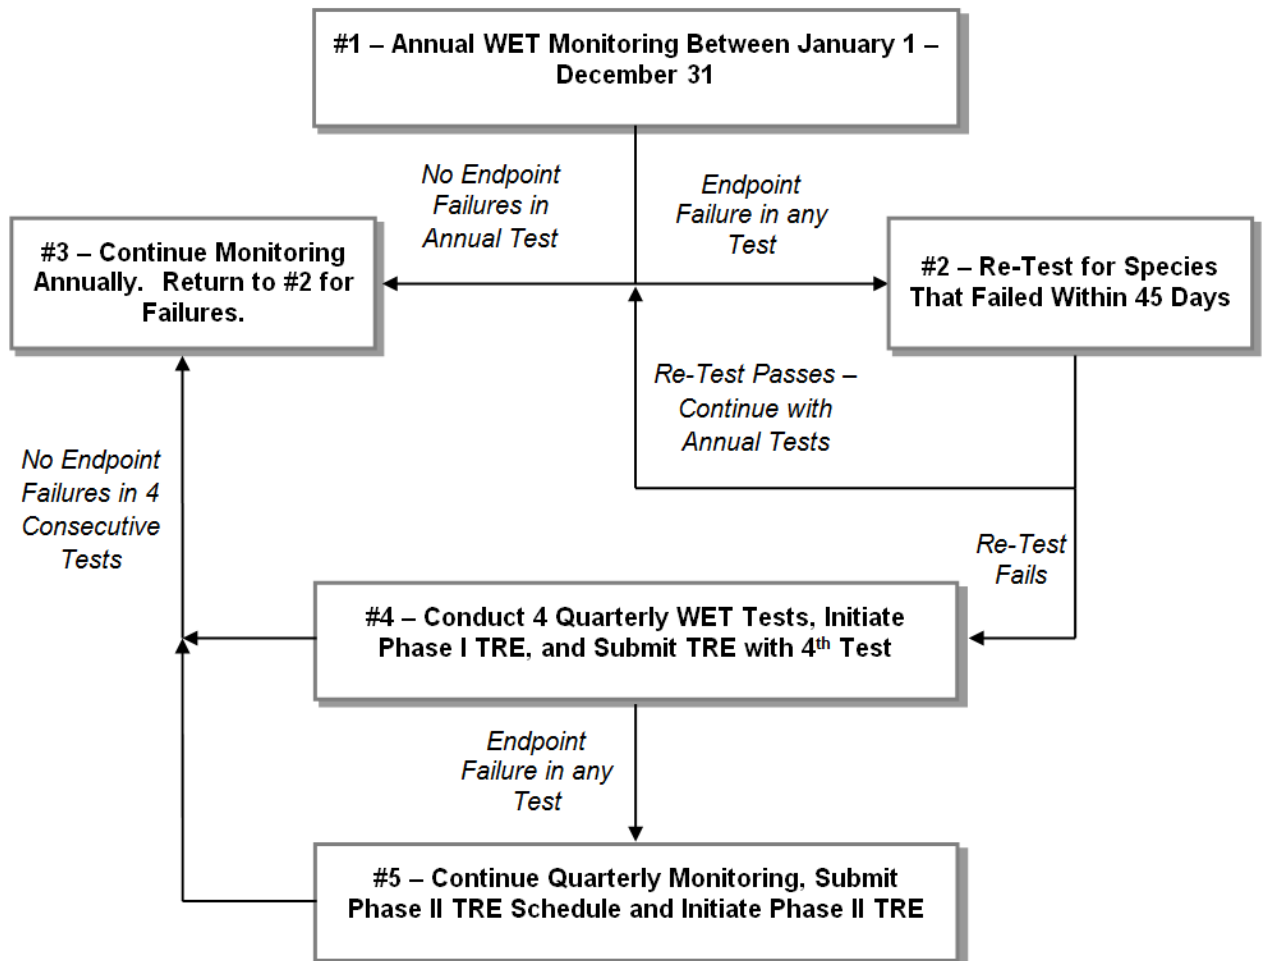 #1 – Annual WET Monitoring Between January 1 –
December 31
No Endpoint
Failures in
Annual Test
Endpoint
Failure in any
Test
#3 – Continue Monitoring
Annually.  Return to #2 for
Failures.
#2 – Re-Test for Species
That Failed Within 45 Days
Re-Test Passes –
Continue with
Annual Tests
No Endpoint
Failures in 4
Consecutive
Tests
Re-Test
Fails
#4 – Conduct 4 Quarterly WET Tests, Initiate
Phase I TRE, and Submit TRE with 4th Test
Endpoint
Failure in any
Test
#5 – Continue Quarterly Monitoring, Submit
Phase II TRE Schedule and Initiate Phase II TRE